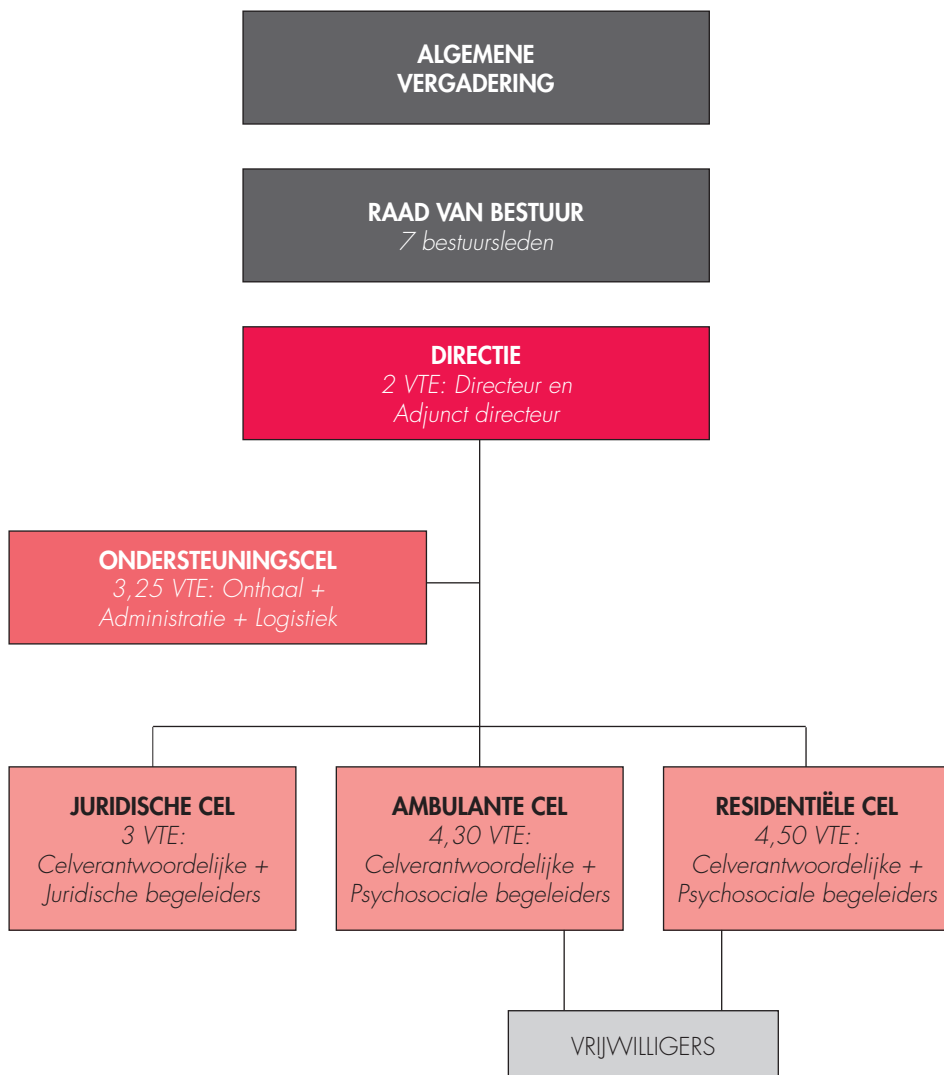 ALGEMENE
VERGADERING
RAAD VAN BESTUUR
7 bestuursleden
DIRECTIE
2 VTE: Directeur en
Adjunct directeur
ONDERSTEUNINGSCEL
3,25 VTE: Onthaal +
Administratie + Logistiek
JURIDISCHE CEL
3 VTE:
Celverantwoordelijke +
Juridische begeleiders
AMBULANTE CEL
4,30 VTE:
Celverantwoordelijke +
Psychosociale begeleiders
RESIDENTIËLE CEL
4,50 VTE:
Celverantwoordelijke +
Psychosociale begeleiders
VRIJWILLIGERS